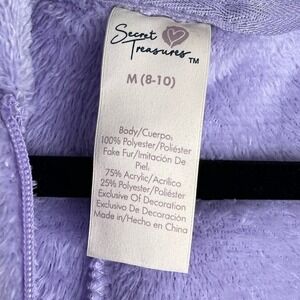 Secret
Treasures TM
M (8-10)
Body/Cuerpo:
100% Polyester/Poliéster
Fake Fur/Imitación De
Piel:
75% Acrylic/Acrílico
25% Polyester/Poliéster
Exclusive Of Decoration
Exclusivo De Decoración
Made in/Hecho en China